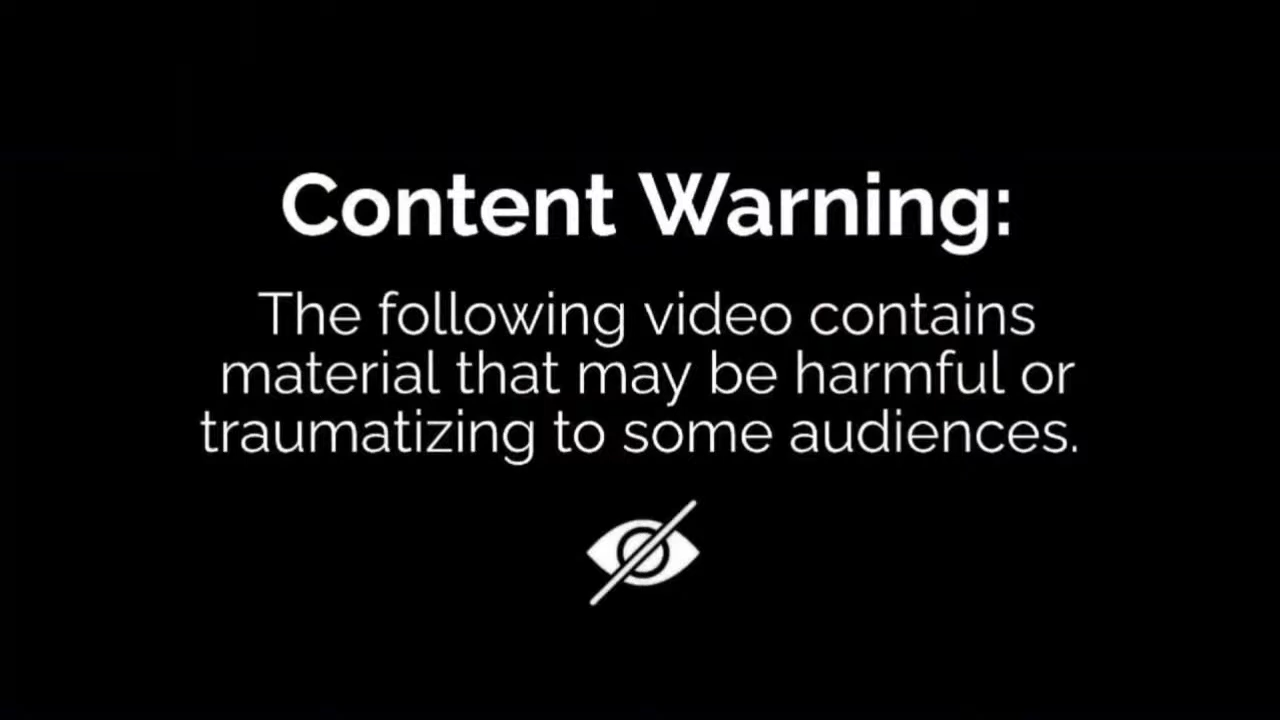 Content Warning:
The following video contains
material that may be harmful or
traumatizing to some audiences.